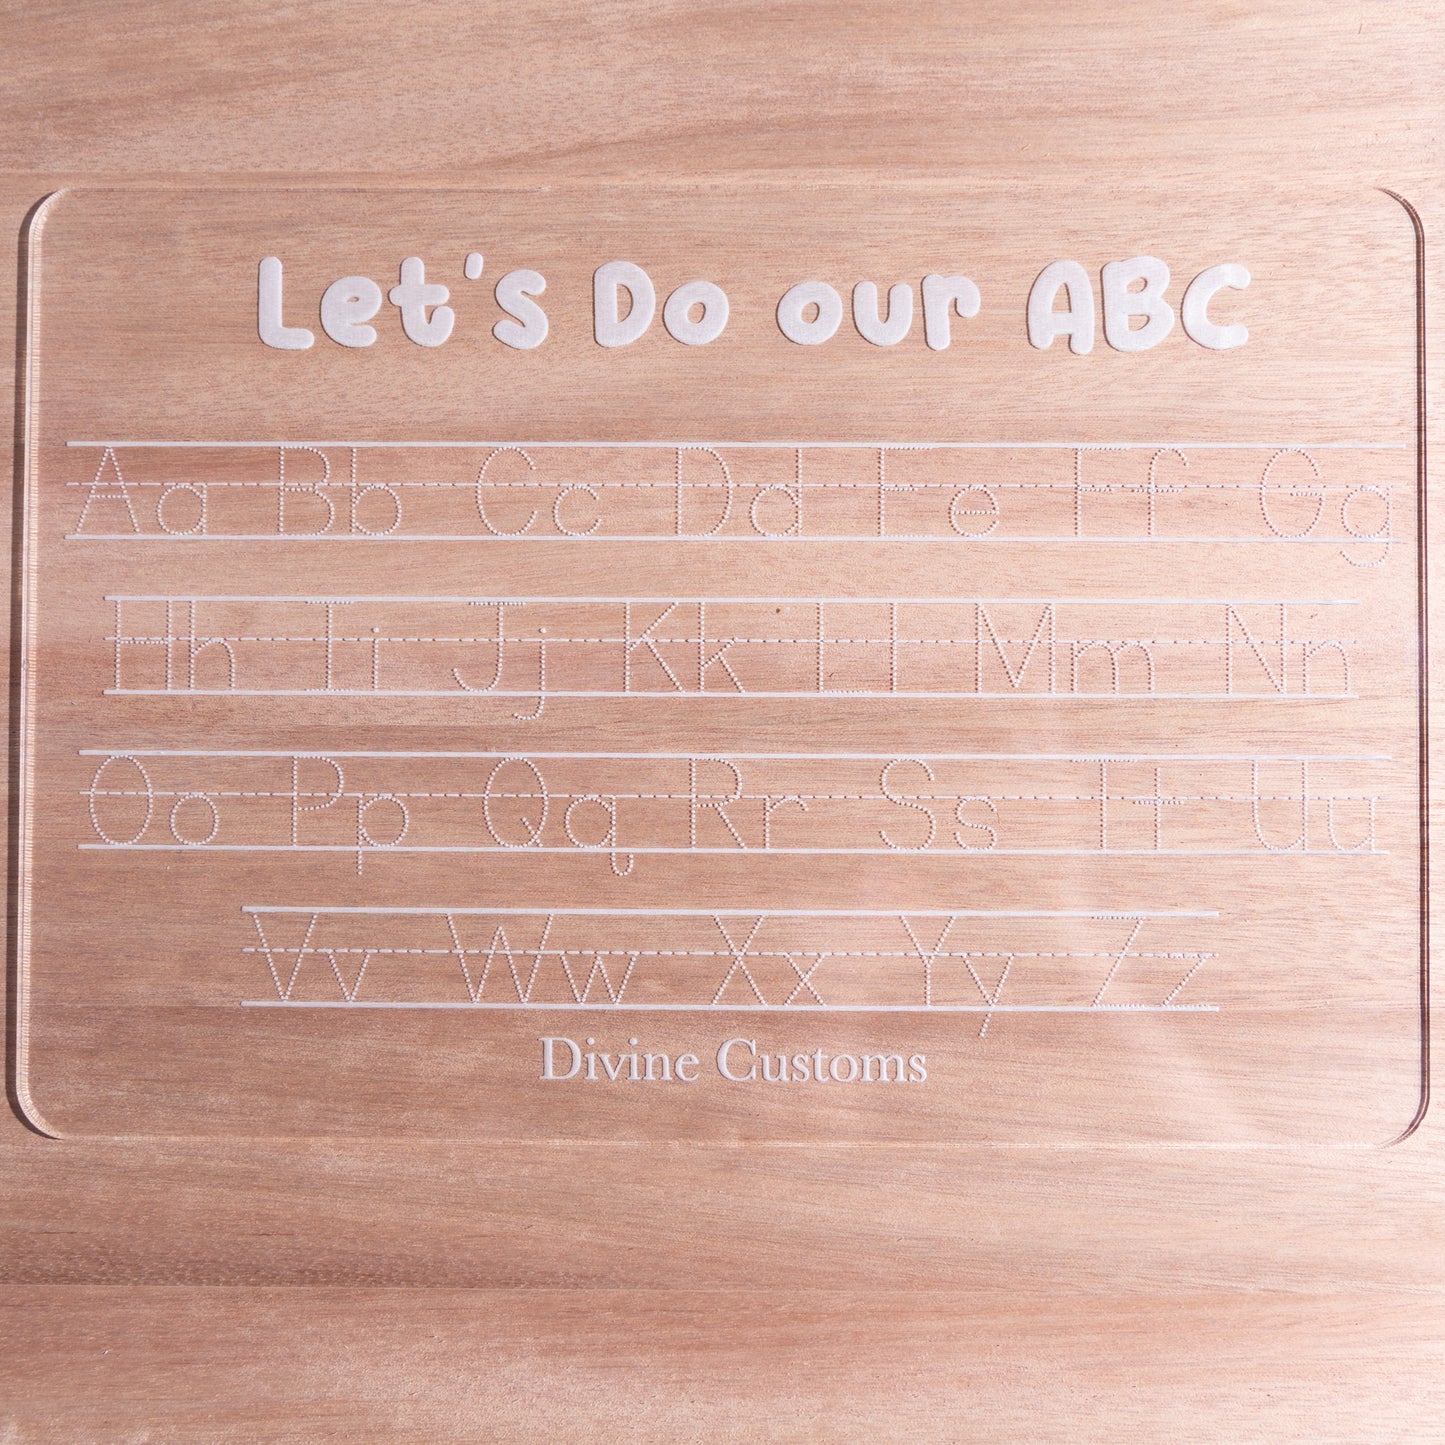 Let's Do our ABC
Aa Bb Cc Dd Ee Ff Gg
Hh Ii Jj Kk Ll Mm Nn
Oo Pp Qq Rr Ss Tt Uu
Vv Ww Xx Yy Zz
Divine Customs